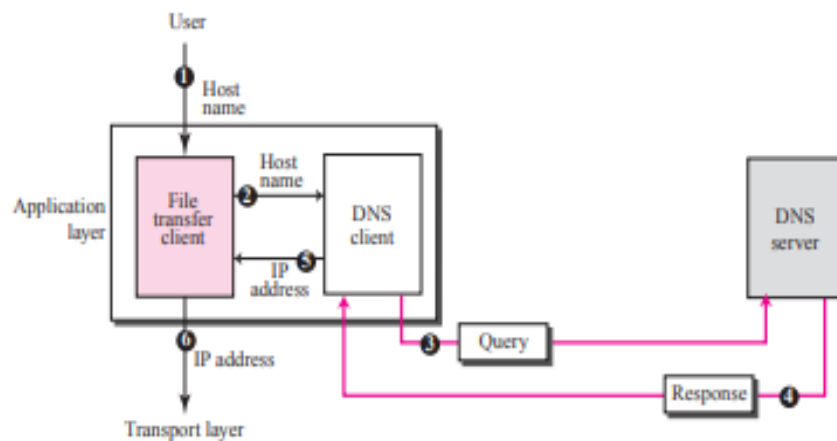 User
1
Host
name
Application
layer
File
transfer
client
Host
2
name
DNS
client
5
IP
address
DNS
server
6
IP address
3
Query
Response
4
Transport layer